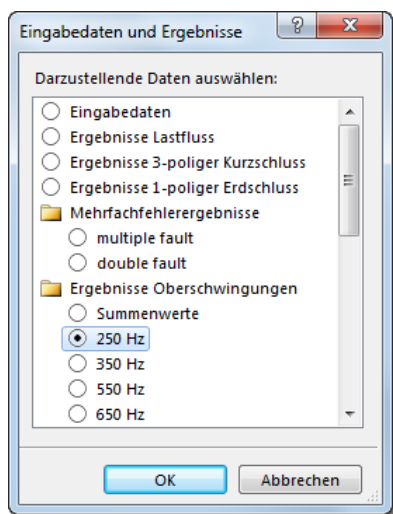 Eingabedaten und Ergebnisse
Darzustellende Daten auswählen:
Eingabedaten
Ergebnisse Lastfluss
Ergebnisse 3-poliger Kurzschluss
Ergebnisse 1-poliger Erdschluss
Mehrfachfehlerergebnisse
multiple fault
double fault
Ergebnisse Oberschwingungen
Summenwerte
250 Hz
350 Hz
550 Hz
650 Hz
OK Abbrechen